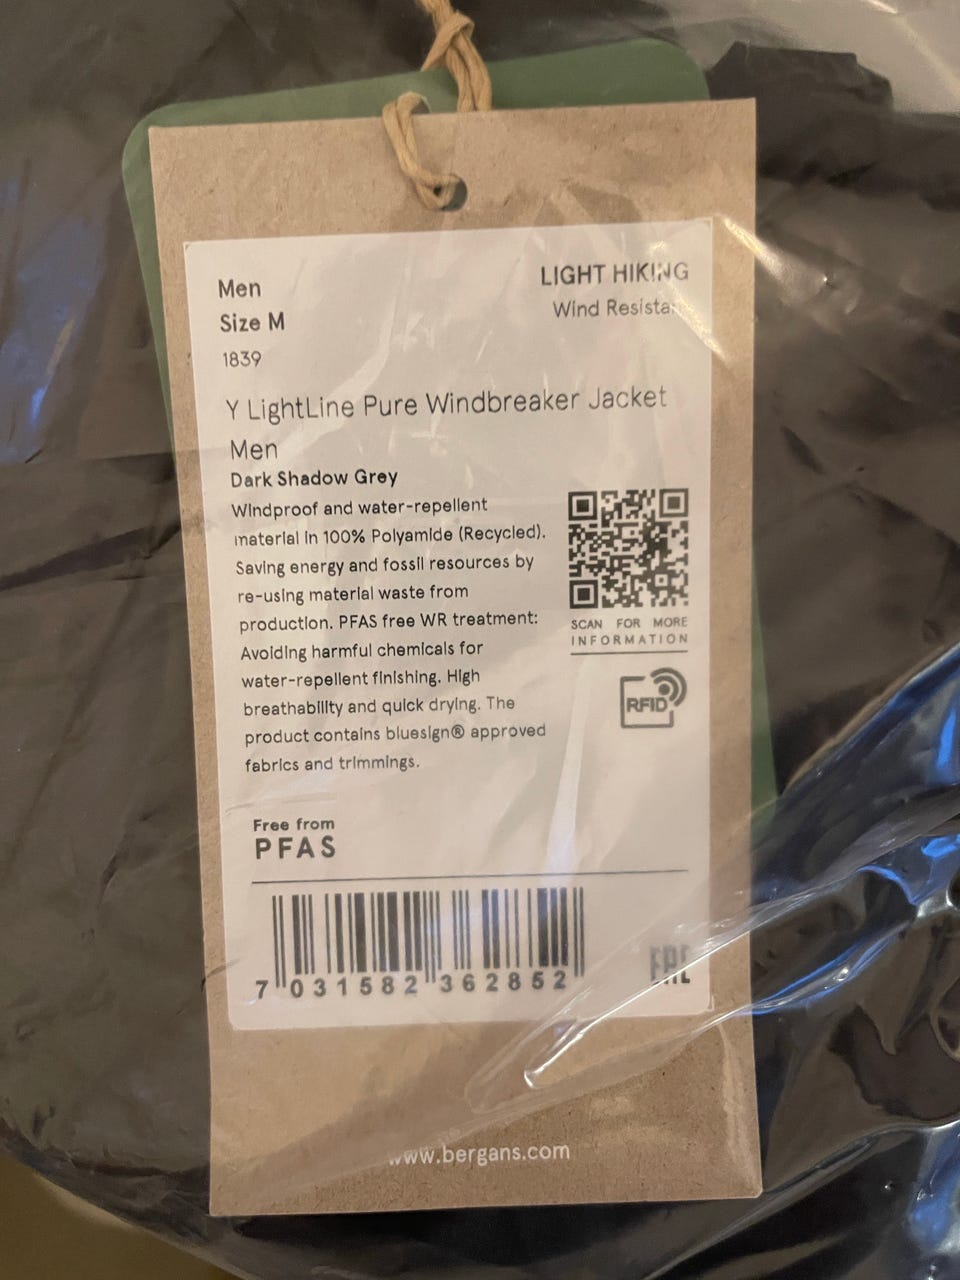 Men
Size M
1839
LIGHT HIKING
Wind Resistant
Y LightLine Pure Windbreaker Jacket
Men
Dark Shadow Grey
Windproof and water-repellent
material in 100% Polyamide (Recycled).
Saving energy and fossil resources by
re-using material waste from
production. PFAS free WR treatment:
Avoiding harmful chemicals for
water-repellent finishing. High
breathability and quick drying. The
product contains bluesign® approved
fabrics and trimmings.
SCAN FOR MORE
INFORMATION
RFID
Free from
PFAS
7 031582 362852
EAC
www.bergans.com